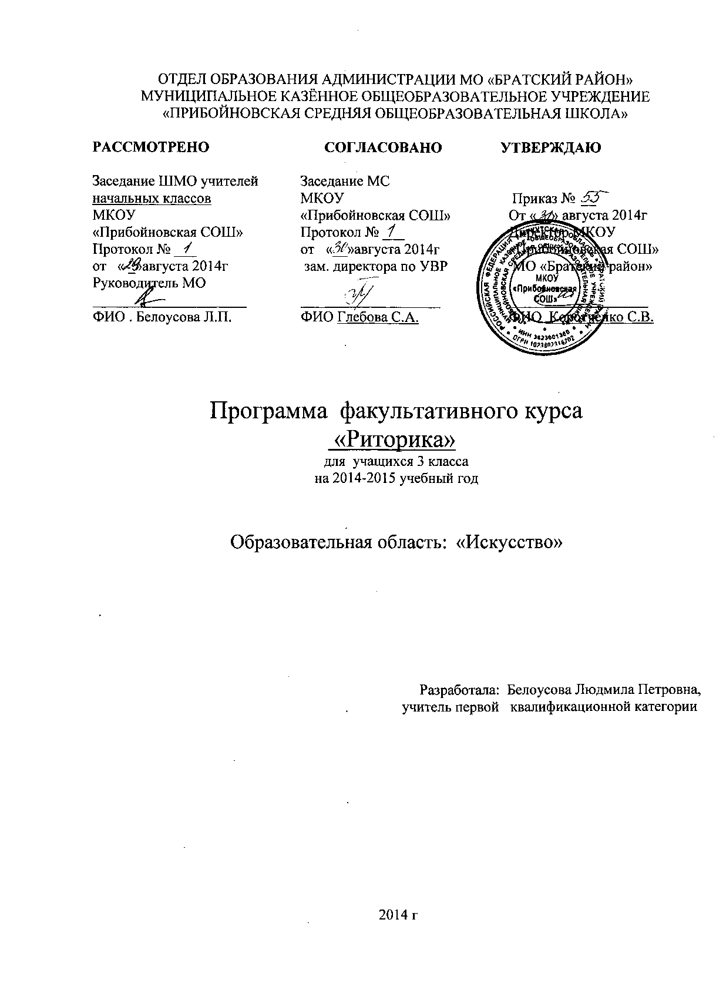 ОТДЕЛ ОБРАЗОВАНИЯ АДМИНИСТРАЦИИ МО «БРАТСКИЙ РАЙОН»
МУНИЦИПАЛЬНОЕ КАЗЁННОЕ ОБЩЕОБРАЗОВАТЕЛЬНОЕ УЧРЕЖДЕНИЕ
«ПРИБОЙНОВСКАЯ СРЕДНЯЯ ОБЩЕОБРАЗОВАТЕЛЬНАЯ ШКОЛА»
РАССМОТРЕНО
Заседание ШМО учителей
начальных классов
МКОУ
«Прибойновская СОШ»
Протокол № 1
от «29»августа 2014г
Руководитель МО
ФИО . Белоусова Л.П.
СОГЛАСОВАНО
Заседание МС
МКОУ
«Прибойновская СОШ»
Протокол № 1
от «30»августа 2014г
зам. директора по УВР
ФИО Глебова С.А.
УТВЕРЖДАЮ
Приказ № 55
От «31» августа 2014г
Директор МКОУ
«Прибойновская СОШ»
МО «Братский район»
ФИО Коротченко С.В.
МКОУ
«Прибойновская
СОШ»
Программа факультативного курса
«Риторика»
для учащихся 3 класса
на 2014-2015 учебный год
Образовательная область: «Искусство»
Разработала: Белоусова Людмила Петровна,
учитель первой квалификационной категории
2014 г